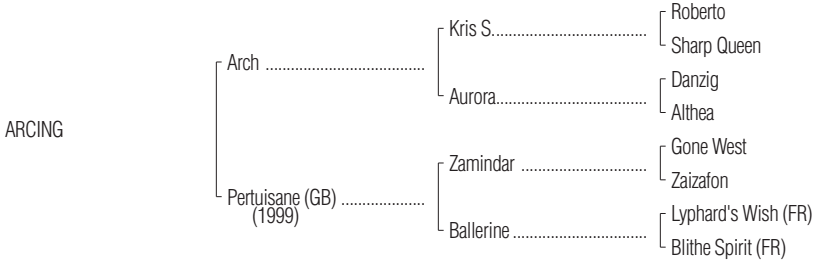 Roberto
Kris S.......................................
Sharp Queen
Arch .......................................
Danzig
Aurora.....................................
Althea
ARCING
Gone West
Zamindar ..............................
Zaizafon
Pertuisane (GB) ....................
(1999)
Lyphard's Wish (FR)
Ballerine ................................
Blithe Spirit (FR)